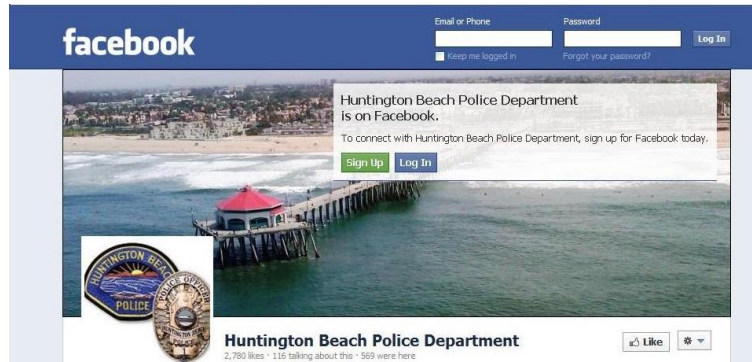 facebook
Email or Phone
Password
Log In
Keep me logged in
Forgot your password?
Huntington Beach Police Department
is on Facebook.
To connect with Huntington Beach Police Department, sign up for Facebook today.
Sign Up
Log In
HUNTINGTON BEACH
POLICE
POLICE OFFICER
HUNTINGTON BEACH
Huntington Beach Police Department
2,780 likes · 116 talking about this · 569 were here
Like